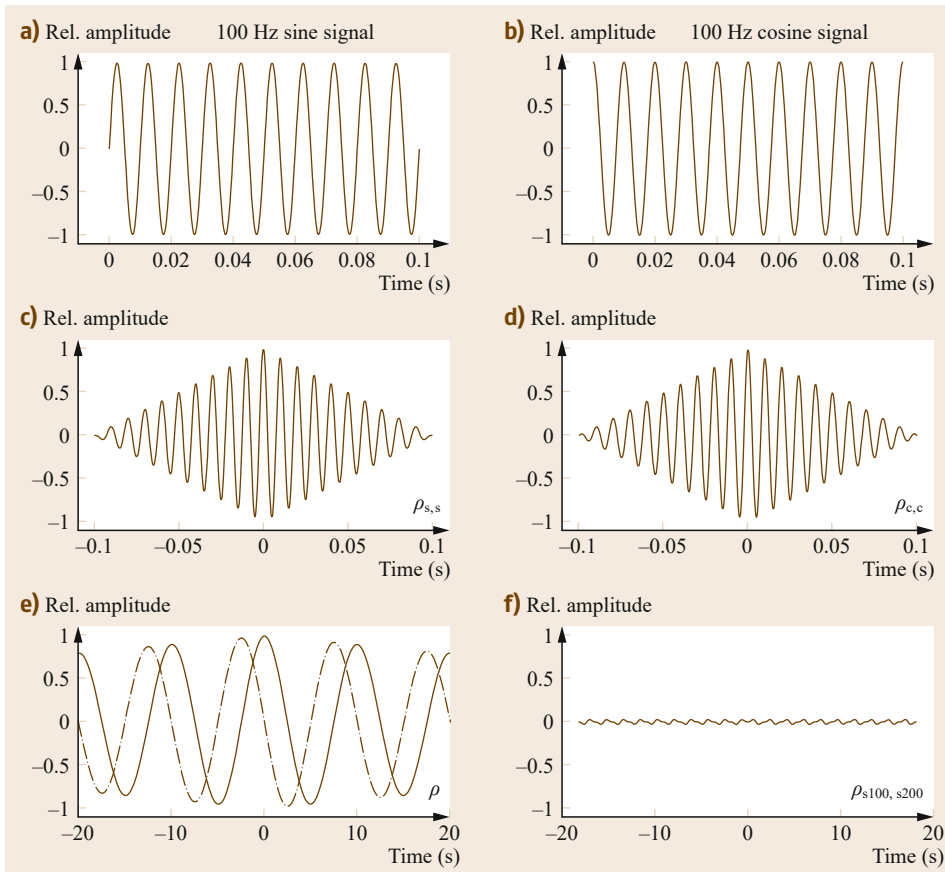 a) Rel. amplitude 100 Hz sine signal
1
0.5
0
–0.5
–1
0 0.02 0.04 0.06 0.08 0.1
Time (s)
b) Rel. amplitude 100 Hz cosine signal
1
0.5
0
–0.5
–1
0 0.02 0.04 0.06 0.08 0.1
Time (s)
c) Rel. amplitude
1
0.5
0
–0.5
–1
ρs,s
–0.1 –0.05 0 0.05 0.1
Time (s)
d) Rel. amplitude
1
0.5
0
–0.5
–1
ρc,c
–0.1 –0.05 0 0.05 0.1
Time (s)
e) Rel. amplitude
1
0.5
0
–0.5
–1
ρ
–20 –10 0 10 20
Time (s)
f) Rel. amplitude
1
0.5
0
–0.5
–1
ρs100, s200
–20 –10 0 10 20
Time (s)